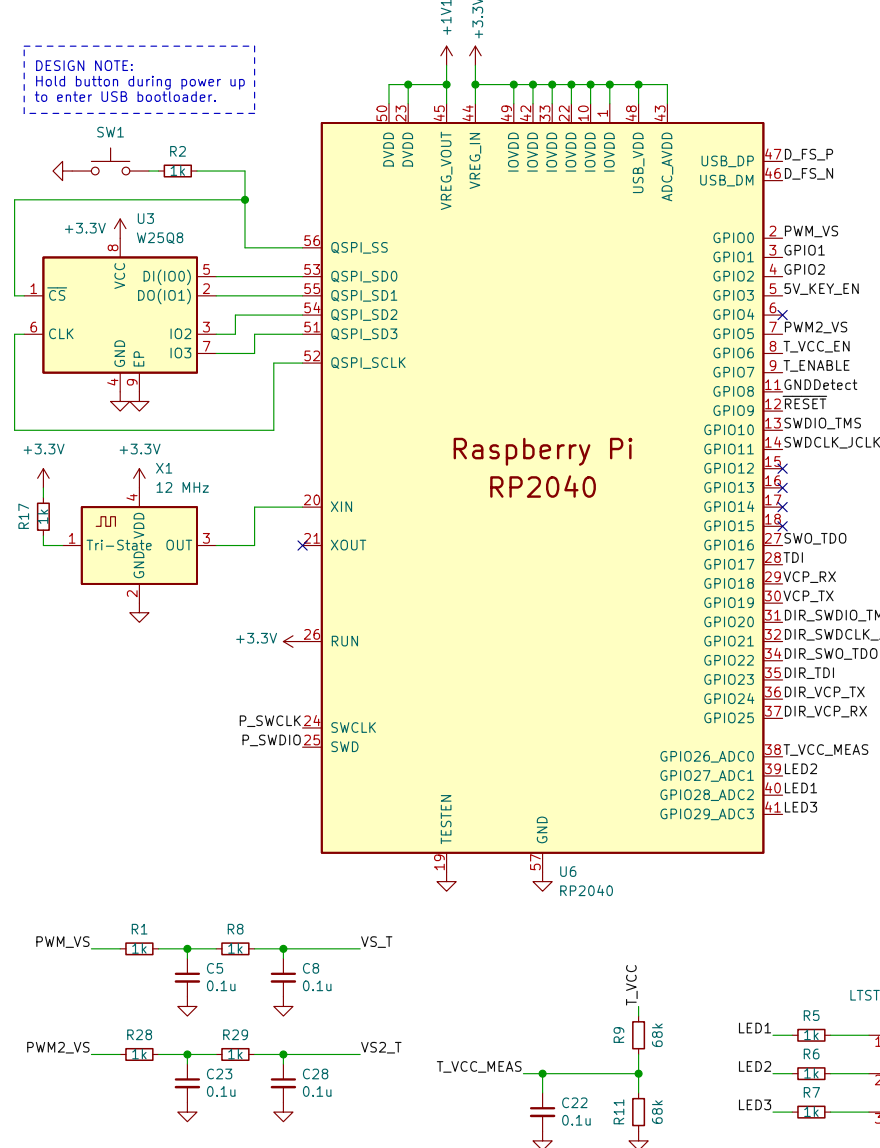 +1V1
+3.3V
DESIGN NOTE:
Hold button during power up
to enter USB bootloader.
SW1
R2
1k
50
23
45
44
49
42
33
22
10
1
48
43
DVDD
DVDD
VREG_VOUT
VREG_IN
IOVDD
IOVDD
IOVDD
IOVDD
IOVDD
IOVDD
USB_VDD
ADC_AVDD
USB_DP 47 D_FS_P
USB_DM 46 D_FS_N
+3.3V
U3
W25Q8
8
VCC
1 CS
6 CLK
DI(IO0) 5
DO(IO1) 2
IO2 3
IO3 7
GND
EP
4
9
56 QSPI_SS
53 QSPI_SD0
55 QSPI_SD1
54 QSPI_SD2
51 QSPI_SD3
52 QSPI_SCLK
GPIO0 2 PWM_VS
GPIO1 3 GPIO1
GPIO2 4 GPIO2
GPIO3 5 5V_KEY_EN
GPIO4 6
GPIO5 7 PWM2_VS
GPIO6 8 T_VCC_EN
GPIO7 9 T_ENABLE
GPIO8 11 GNDDetect
GPIO9 12 RESET
GPIO10 13 SWDIO_TMS
GPIO11 14 SWDCLK_JCLK
GPIO12 15
GPIO13 16
GPIO14 17
GPIO15 18
GPIO16 27 SWO_TDO
GPIO17 28 TDI
GPIO18 29 VCP_RX
GPIO19 30 VCP_TX
GPIO20 31 DIR_SWDIO_TM
GPIO21 32 DIR_SWDCLK_
GPIO22 34 DIR_SWO_TDO
GPIO23 35 DIR_TDI
GPIO24 36 DIR_VCP_TX
GPIO25 37 DIR_VCP_RX
GPIO26_ADC0 38 T_VCC_MEAS
GPIO27_ADC1 39 LED2
GPIO28_ADC2 40 LED1
GPIO29_ADC3 41 LED3
Raspberry Pi
RP2040
+3.3V
+3.3V
X1
12 MHz
R17
1k
4
VDD
1 Tri-State
OUT 3
GND
2
20 XIN
21 XOUT
+3.3V 26 RUN
P_SWCLK 24 SWCLK
P_SWDIO 25 SWD
TESTEN
19
GND
57
U6
RP2040
PWM_VS
R1
1k
R8
1k
VS_T
C5
0.1u
C8
0.1u
PWM2_VS
R28
1k
R29
1k
VS2_T
C23
0.1u
C28
0.1u
T_VCC
R9
68k
T_VCC_MEAS
C22
0.1u
R11
68k
LTST
LED1
R5
1k
1
LED2
R6
1k
2
LED3
R7
1k
3